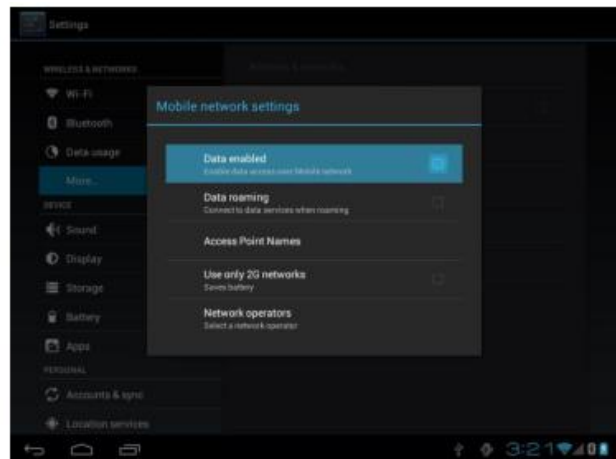 Settings
WIRELESS & NETWORKS
Wi-Fi
Bluetooth
Data usage
More...
DEVICE
Sound
Display
Storage
Battery
Apps
PERSONAL
Accounts & sync
Location services
Mobile network settings
Data enabled
Enable data access over Mobile network
Data roaming
Connect to data services when roaming
Access Point Names
Use only 2G networks
Saves battery
Network operators
Select a network operator
3:21